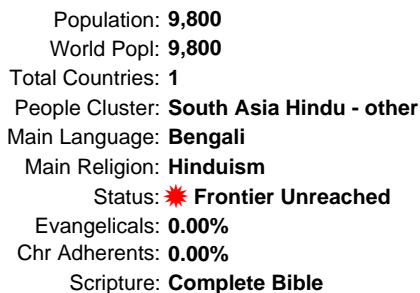 Population: 9,800
World Popl: 9,800
Total Countries: 1
People Cluster: South Asia Hindu - other
Main Language: Bengali
Main Religion: Hinduism
Status: Frontier Unreached
Evangelicals: 0.00%
Chr Adherents: 0.00%
Scripture: Complete Bible